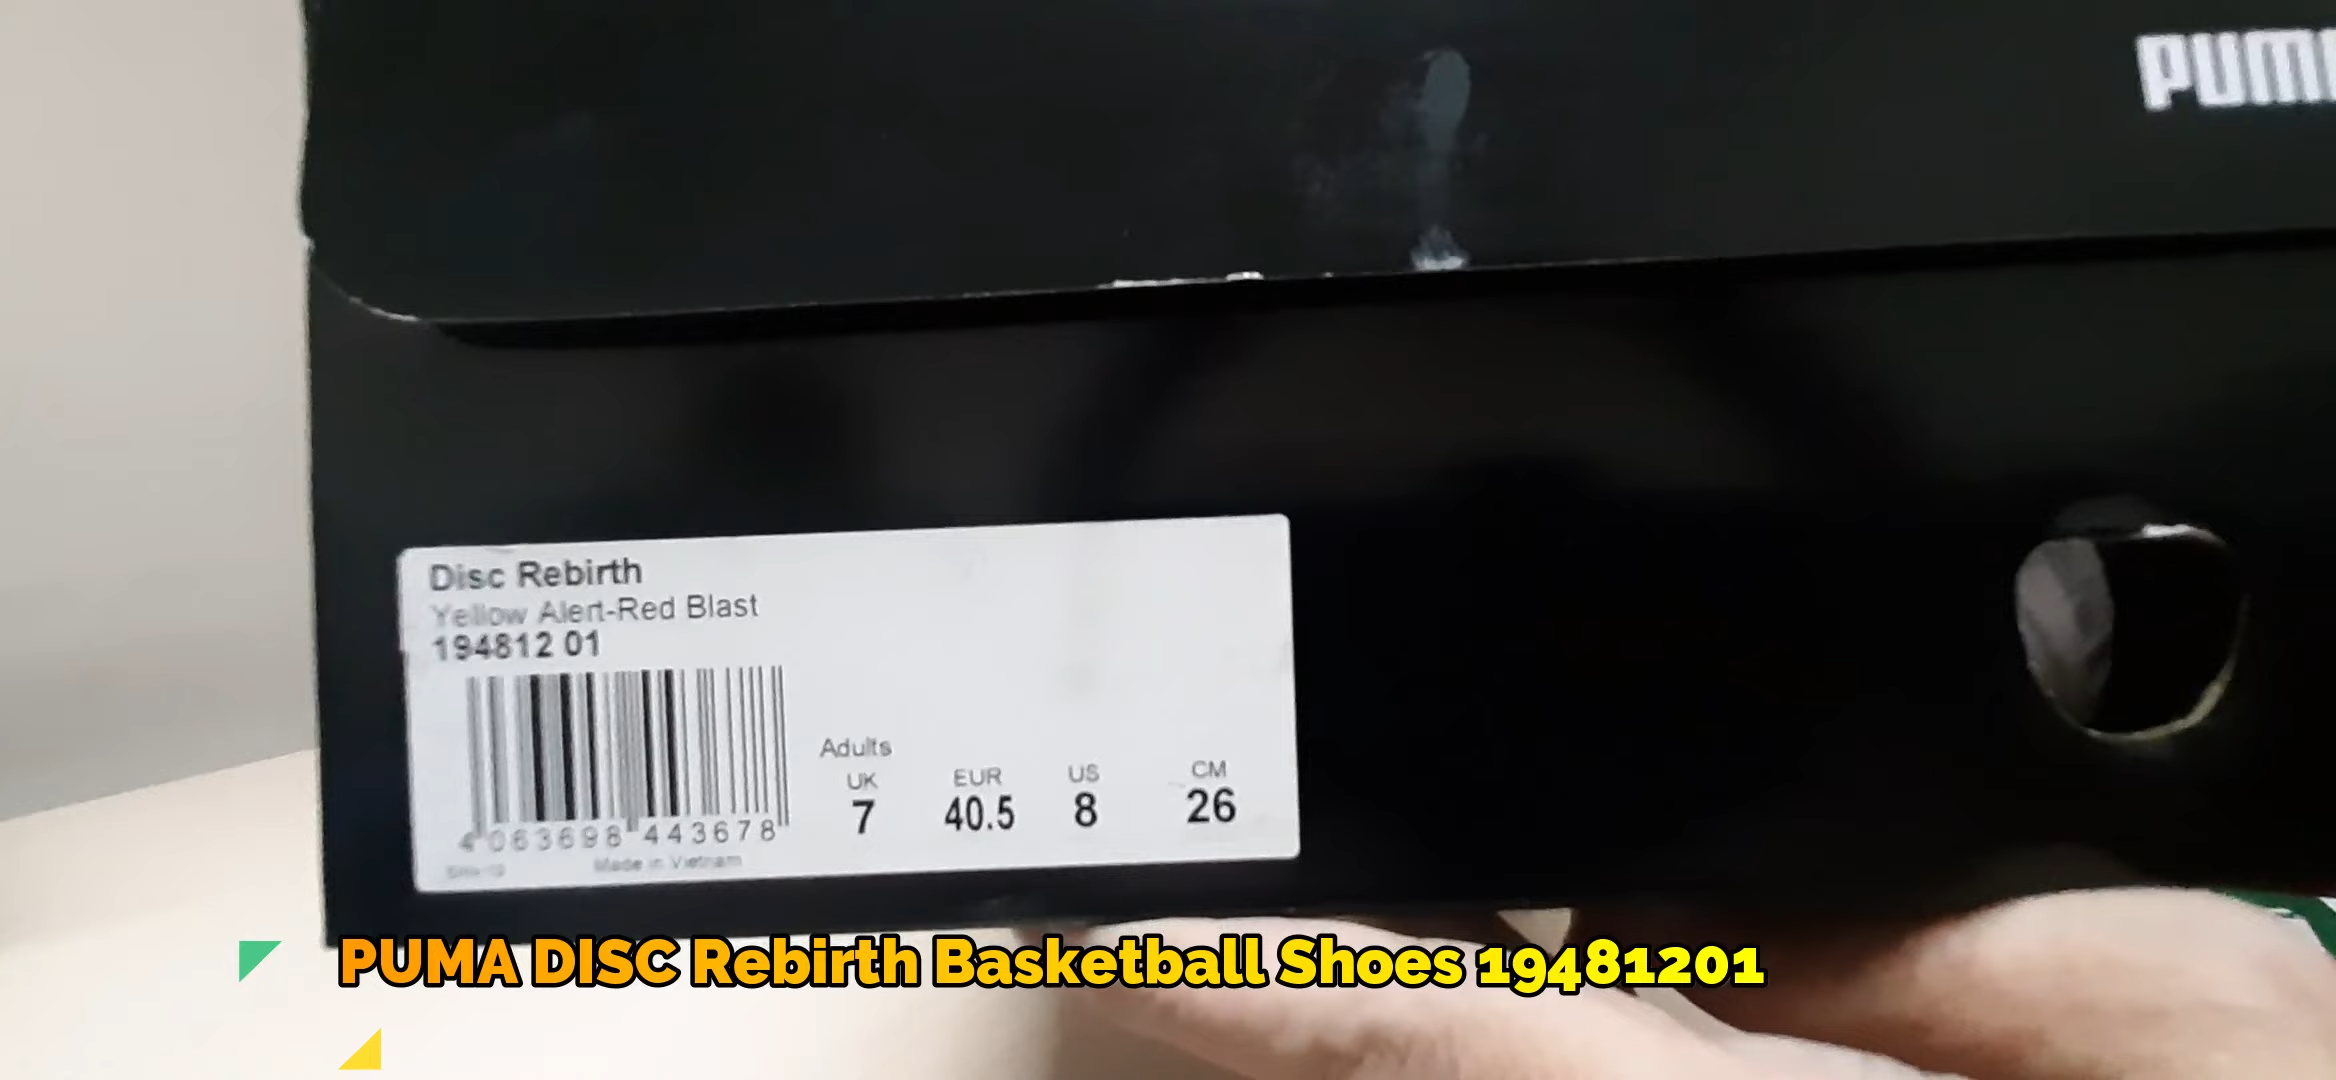 PUM
Disc Rebirth
Yellow Alert-Red Blast
194812 01
Adults
UK EUR US CM
7 40.5 8 26
4 063698 443678
Made in Vietnam
PUMA DISC Rebirth Basketball Shoes 19481201